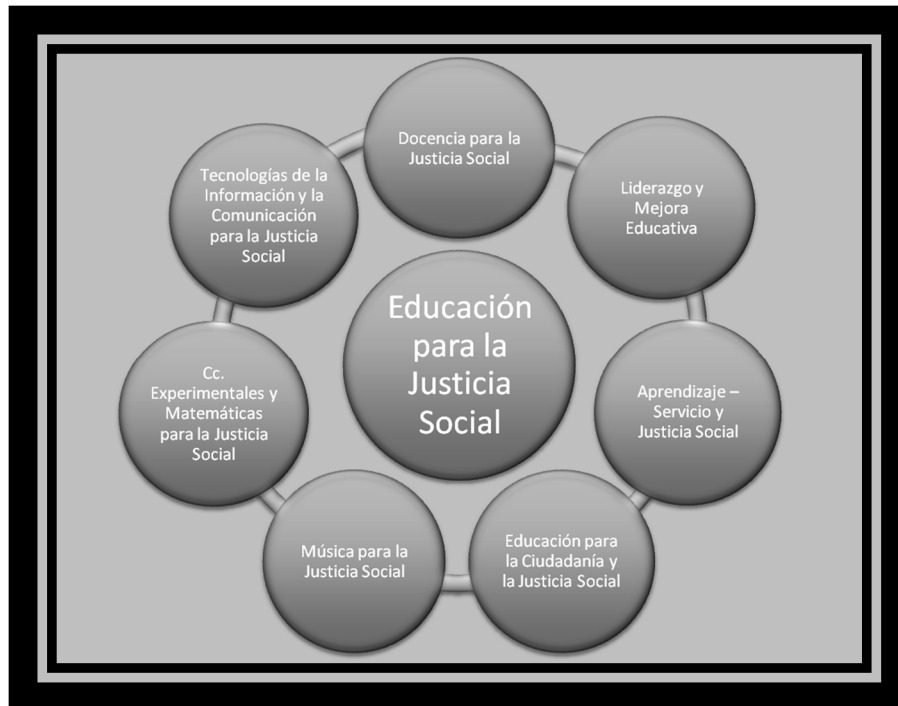 Docencia para la
Justicia Social
Liderazgo y
Mejora
Educativa
Aprendizaje –
Servicio y
Justicia Social
Educación para
la Ciudadanía y
la Justicia Social
Música para la
Justicia Social
Cc.
Experimentales y
Matemáticas
para la Justicia
Social
Tecnologías de la
Información y la
Comunicación
para la Justicia
Social
Educación
para la
Justicia
Social